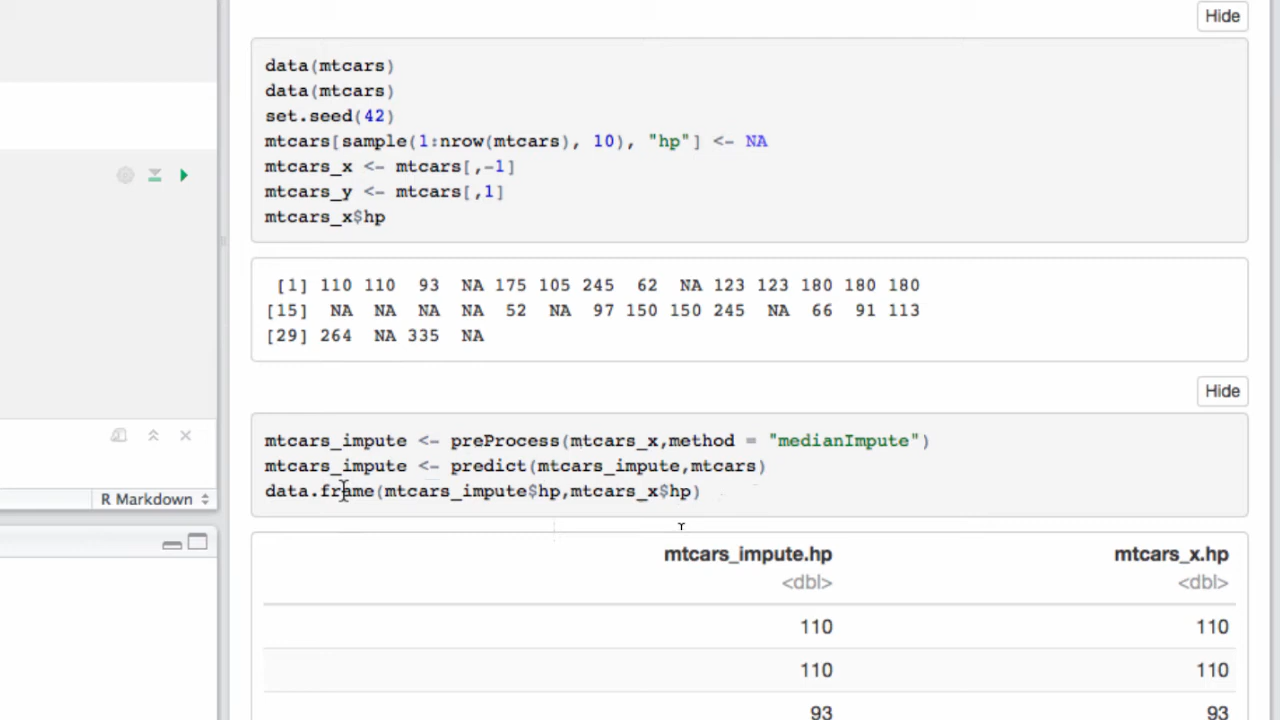 Hide
data(mtcars)
data(mtcars)
set.seed(42)
mtcars[sample(1:nrow(mtcars), 10), "hp"] <- NA
mtcars_x <- mtcars[,-1]
mtcars_y <- mtcars[,1]
mtcars_x$hp
[1] 110 110 93 NA 175 105 245 62 NA 123 123 180 180 180
[15] NA NA NA NA 52 NA 97 150 150 245 NA 66 91 113
[29] 264 NA 335 NA
Hide
mtcars_impute <- preProcess(mtcars_x,method = "medianImpute")
mtcars_impute <- predict(mtcars_impute,mtcars)
data.frame(mtcars_impute$hp,mtcars_x$hp)
R Markdown
mtcars_impute.hp mtcars_x.hp
<dbl> <dbl>
110 110
110 110
93 93